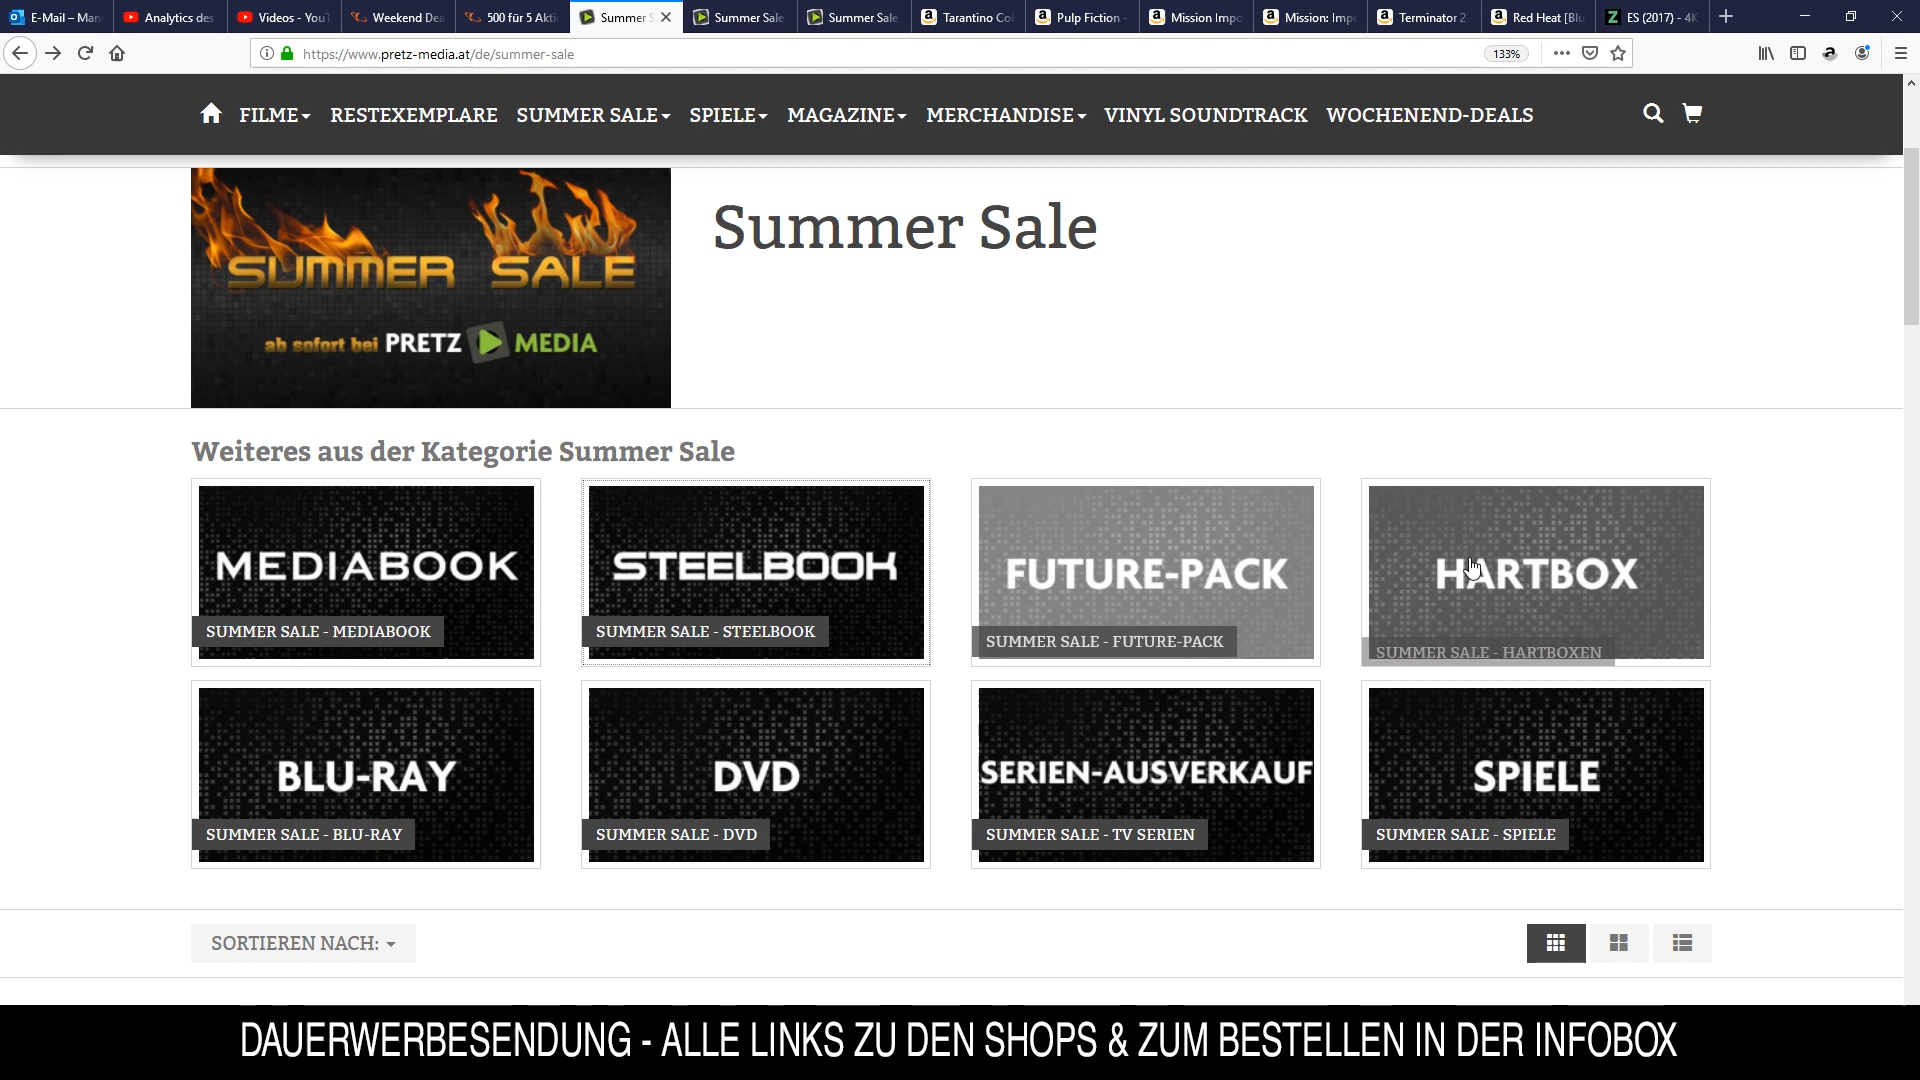 E-Mail – Man
Analytics des
Videos - YouT
Weekend Dea
500 für 5 Akti
Summer S
Summer Sale
Summer Sale
Tarantino Col
Pulp Fiction -
Mission Impo
Mission: Impo
Terminator 2
Red Heat [Blu
ES (2017) - 4K
https://www.pretz-media.at/de/summer-sale
133%
FILME RESTEXEMPLARE SUMMER SALE SPIELE MAGAZINE MERCHANDISE VINYL SOUNDTRACK WOCHENEND-DEALS
SUMMER SALE
ab sofort bei PRETZ MEDIA
Summer Sale
Weiteres aus der Kategorie Summer Sale
MEDIABOOK
SUMMER SALE - MEDIABOOK
STEELBOOK
SUMMER SALE - STEELBOOK
FUTURE-PACK
SUMMER SALE - FUTURE-PACK
HARTBOX
SUMMER SALE - HARTBOXEN
BLU-RAY
SUMMER SALE - BLU-RAY
DVD
SUMMER SALE - DVD
SERIEN-AUSVERKAUF
SUMMER SALE - TV SERIEN
SPIELE
SUMMER SALE - SPIELE
SORTIEREN NACH:
DAUERWERBESENDUNG - ALLE LINKS ZU DEN SHOPS & ZUM BESTELLEN IN DER INFOBOX